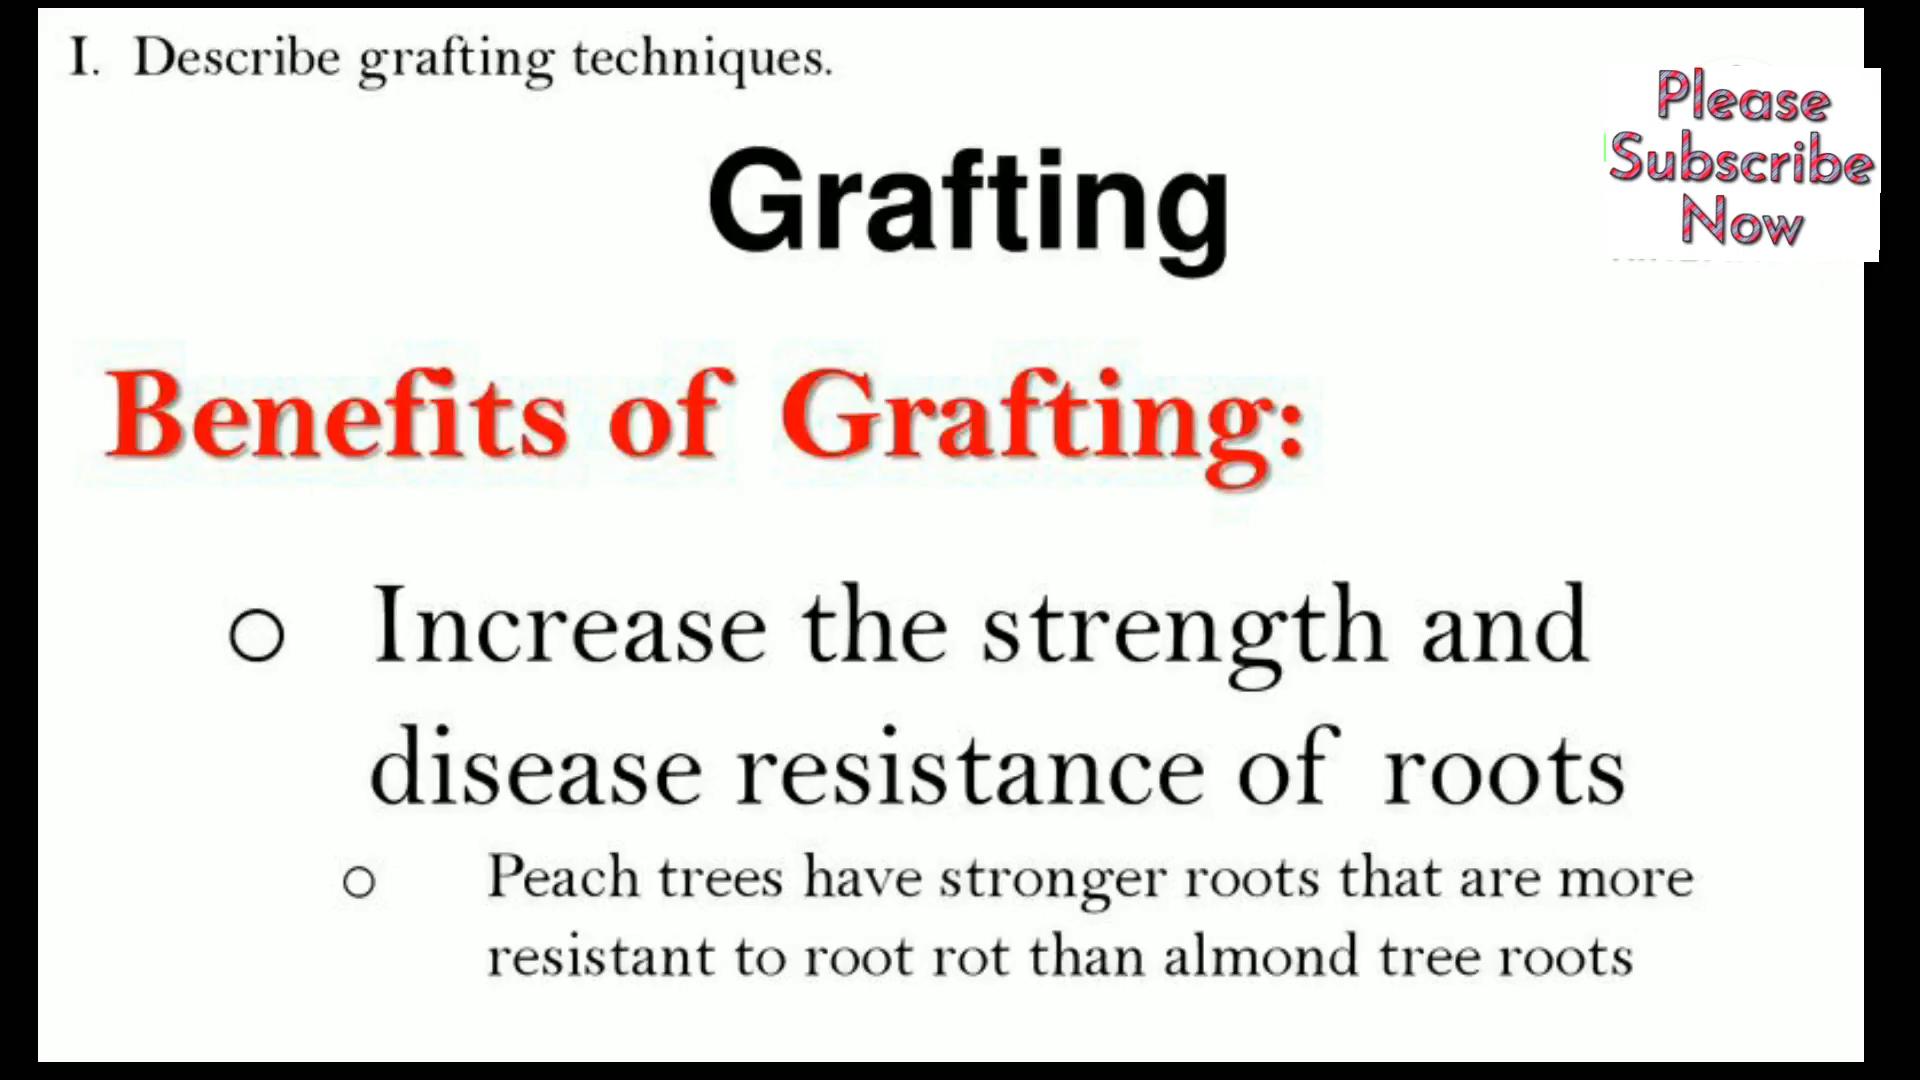 I. Describe grafting techniques.
Please
Subscribe
Now
Grafting
Benefits of Grafting:
o Increase the strength and
disease resistance of roots
o Peach trees have stronger roots that are more
resistant to root rot than almond tree roots